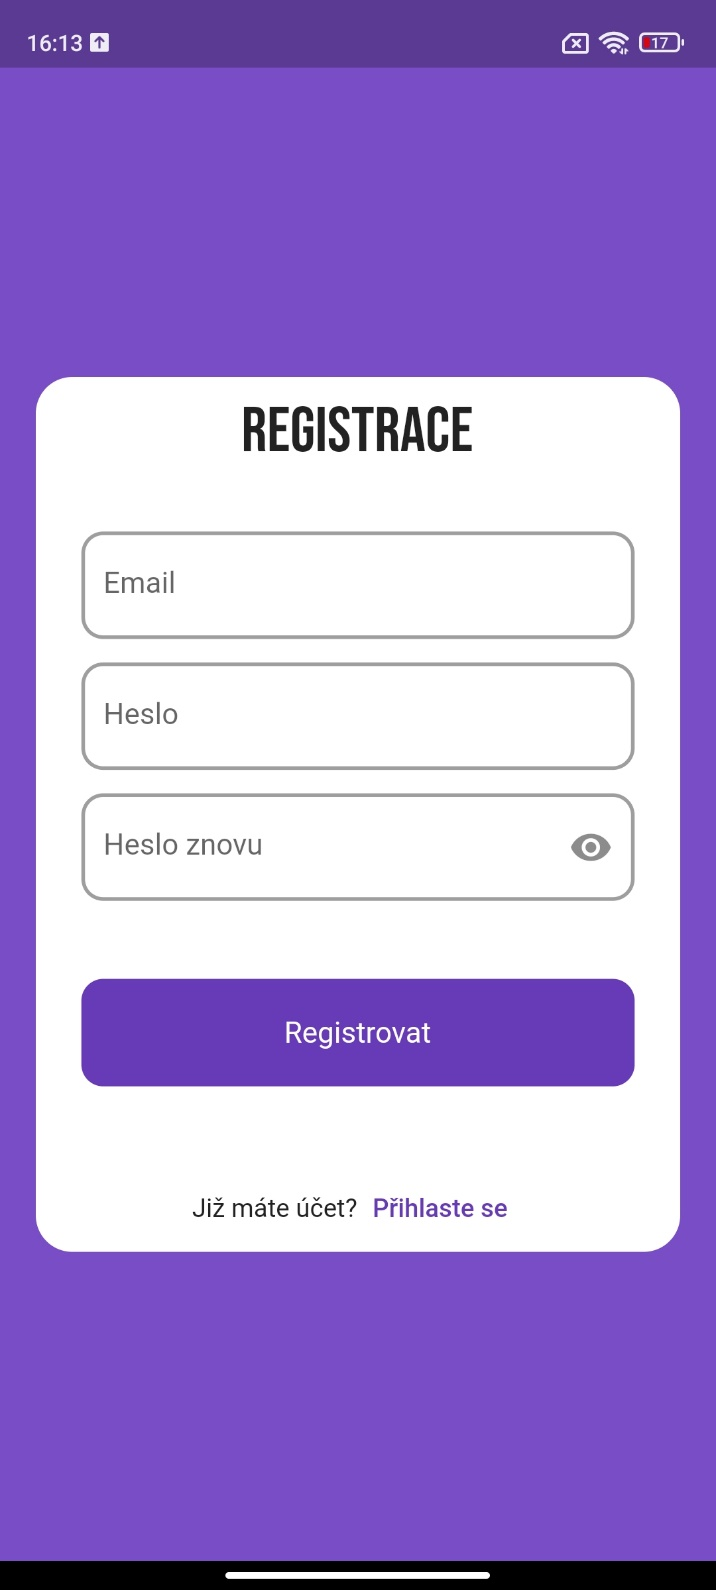 16:13
17
REGISTRACE
Email
Heslo
Heslo znovu
Registrovat
Již máte účet? Přihlaste se